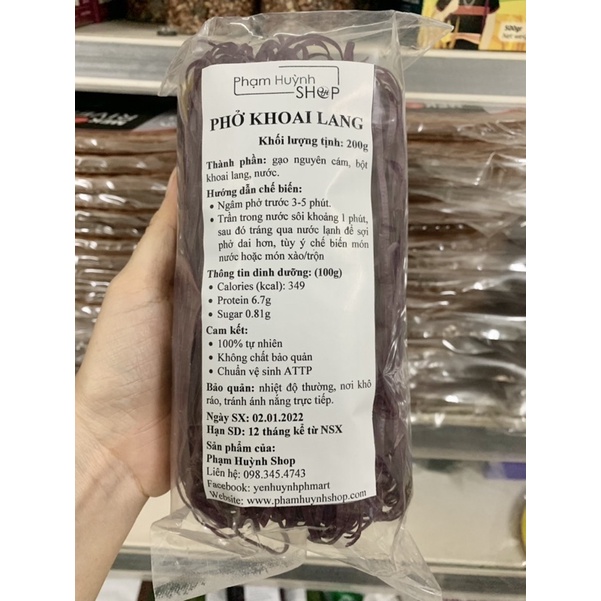 Phạm Huỳnh
SHOP
PHỞ KHOAI LANG
Khối lượng tịnh: 200g
Thành phần: gạo nguyên cám, bột
khoai lang, nước.
Hướng dẫn chế biến:
• Ngâm phở trước 3-5 phút.
• Trần trong nước sôi khoảng 1 phút,
sau đó tráng qua nước lạnh để sợi
phở dai hơn, tùy ý chế biến món
nước hoặc món xào/trộn
Thông tin dinh dưỡng: (100g)
• Calories (kcal): 349
• Protein 6.7g
• Sugar 0.81g
Cam kết:
• 100% tự nhiên
• Không chất bảo quản
• Chuẩn vệ sinh ATTP
Bảo quản: nhiệt độ thường, nơi khô
ráo, tránh ánh nắng trực tiếp.
Ngày SX: 02.01.2022
Hạn SD: 12 tháng kể từ NSX
Sản phẩm của:
Phạm Huỳnh Shop
Liên hệ: 098.345.4743
Facebook: yenhuynhphmart
Website: www.phamhuynhshop.com
500gr